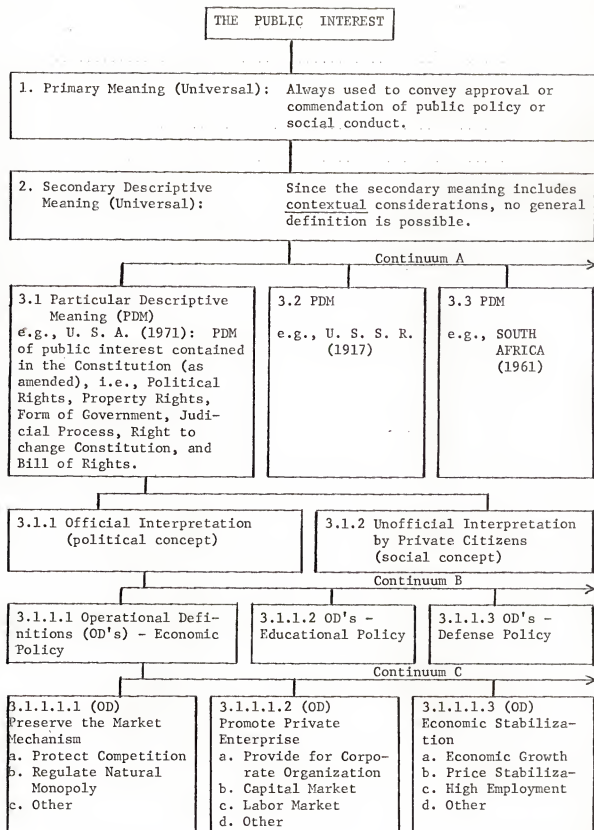 THE PUBLIC INTEREST
1. Primary Meaning (Universal): Always used to convey approval or
commendation of public policy or
social conduct.
2. Secondary Descriptive Since the secondary meaning includes
Meaning (Universal): contextual considerations, no general
definition is possible.
Continuum A
3.1 Particular Descriptive
Meaning (PDM)
e.g., U. S. A. (1971): PDM
of public interest contained
in the Constitution (as
amended), i.e., Political
Rights, Property Rights,
Form of Government, Judi-
cial Process, Right to
change Constitution, and
Bill of Rights.
3.2 PDM
e.g., U. S. S. R.
(1917)
3.3 PDM
e.g., SOUTH
AFRICA
(1961)
3.1.1 Official Interpretation
(political concept)
3.1.2 Unofficial Interpretation
by Private Citizens
(social concept)
Continuum B
3.1.1.1 Operational Defi-
nitions (OD's) - Economic
Policy
3.1.1.2 OD's -
Educational Policy
3.1.1.3 OD's -
Defense Policy
Continuum C
3.1.1.1.1 (OD)
Preserve the Market
Mechanism
a. Protect Competition
b. Regulate Natural
Monopoly
c. Other
3.1.1.1.2 (OD)
Promote Private
Enterprise
a. Provide for Corpo-
rate Organization
b. Capital Market
c. Labor Market
d. Other
3.1.1.1.3 (OD)
Economic Stabiliza-
tion
a. Economic Growth
b. Price Stabiliza-
c. High Employment
d. Other